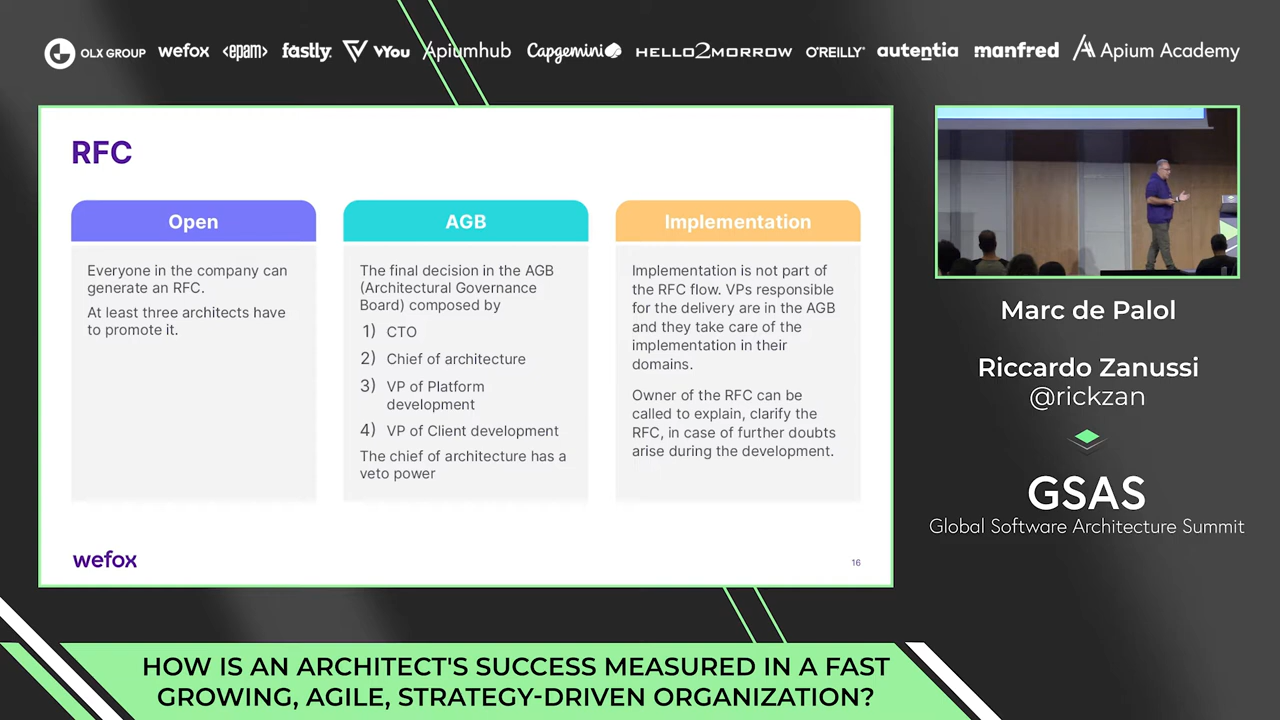 OLX GROUP wefox <epam> fastly. VYou Apiumhub Capgemini HELLO2MORROW O'REILLY® autentia manfred Apium Academy
RFC
Open
Everyone in the company can
generate an RFC.
At least three architects have
to promote it.
AGB
The final decision in the AGB
(Architectural Governance
Board) composed by
1) CTO
2) Chief of architecture
3) VP of Platform
development
4) VP of Client development
The chief of architecture has a
veto power
Implementation
Implementation is not part of
the RFC flow. VPs responsible
for the delivery are in the AGB
and they take care of the
implementation in their
domains.
Owner of the RFC can be
called to explain, clarify the
RFC, in case of further doubts
arise during the development.
wefox
16
Marc de Palol
Riccardo Zanussi
@rickzan
GSAS
Global Software Architecture Summit
HOW IS AN ARCHITECT'S SUCCESS MEASURED IN A FAST
GROWING, AGILE, STRATEGY-DRIVEN ORGANIZATION?